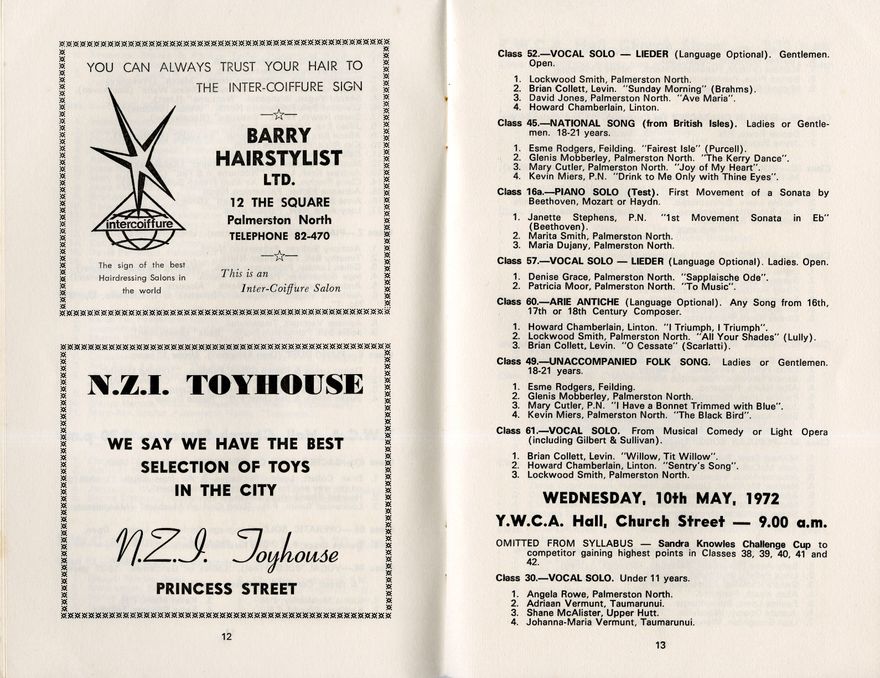 YOU CAN ALWAYS TRUST YOUR HAIR TO
THE INTER-COIFFURE SIGN
BARRY
HAIRSTYLIST
LTD.
12 THE SQUARE
Palmerston North
TELEPHONE 82-470
intercoiffure
The sign of the best
Hairdressing Salons in
the world
This is an
Inter-Coiffure Salon
N.Z.I. TOYHOUSE
WE SAY WE HAVE THE BEST
SELECTION OF TOYS
IN THE CITY
N.Z.I. Toyhouse
PRINCESS STREET
12
Class 52.—VOCAL SOLO — LIEDER (Language Optional). Gentlemen.
Open.
1. Lockwood Smith, Palmerston North.
2. Brian Collett, Levin. "Sunday Morning" (Brahms).
3. David Jones, Palmerston North. "Ave Maria".
4. Howard Chamberlain, Linton.
Class 45.—NATIONAL SONG (from British Isles). Ladies or Gentle-
men. 18-21 years.
1. Esme Rodgers, Feilding. "Fairest Isle" (Purcell).
2. Glenis Mobberley, Palmerston North. "The Kerry Dance".
3. Mary Cutler, Palmerston North. "Joy of My Heart".
4. Kevin Miers, P.N. "Drink to Me Only with Thine Eyes".
Class 16a.—PIANO SOLO (Test). First Movement of a Sonata by
Beethoven, Mozart or Haydn.
1. Janette Stephens, P.N. "1st Movement Sonata in Eb"
(Beethoven).
2. Marita Smith, Palmerston North.
3. Maria Dujany, Palmerston North.
Class 57.—VOCAL SOLO — LIEDER (Language Optional). Ladies. Open.
1. Denise Grace, Palmerston North. "Sapplaische Ode".
2. Patricia Moor, Palmerston North. "To Music".
Class 60.—ARIE ANTICHE (Language Optional). Any Song from 16th,
17th or 18th Century Composer.
1. Howard Chamberlain, Linton. "I Triumph, I Triumph".
2. Lockwood Smith, Palmerston North. "All Your Shades" (Lully).
3. Brian Collett, Levin. "O Cessate" (Scarlatti).
Class 49.—UNACCOMPANIED FOLK SONG. Ladies or Gentlemen.
18-21 years.
1. Esme Rodgers, Feilding.
2. Glenis Mobberley, Palmerston North.
3. Mary Cutler, P.N. "I Have a Bonnet Trimmed with Blue".
4. Kevin Miers, Palmerston North. "The Black Bird".
Class 61.—VOCAL SOLO. From Musical Comedy or Light Opera
(including Gilbert & Sullivan).
1. Brian Collett, Levin. "Willow, Tit Willow".
2. Howard Chamberlain, Linton. "Sentry's Song".
3. Lockwood Smith, Palmerston North.
WEDNESDAY, 10th MAY, 1972
Y.W.C.A. Hall, Church Street — 9.00 a.m.
OMITTED FROM SYLLABUS — Sandra Knowles Challenge Cup to
competitor gaining highest points in Classes 38, 39, 40, 41 and
42.
Class 30.—VOCAL SOLO. Under 11 years.
1. Angela Rowe, Palmerston North.
2. Adriaan Vermunt, Taumarunui.
3. Shane McAlister, Upper Hutt.
4. Johanna-Maria Vermunt, Taumarunui.
13